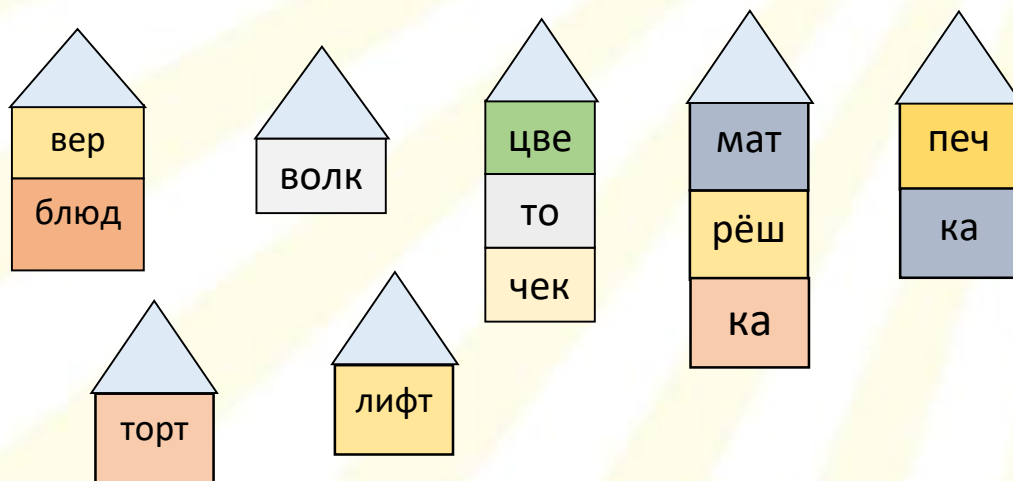 вер
блюд
волк
цве
то
чек
мат
рёш
ка
печ
ка
торт
лифт